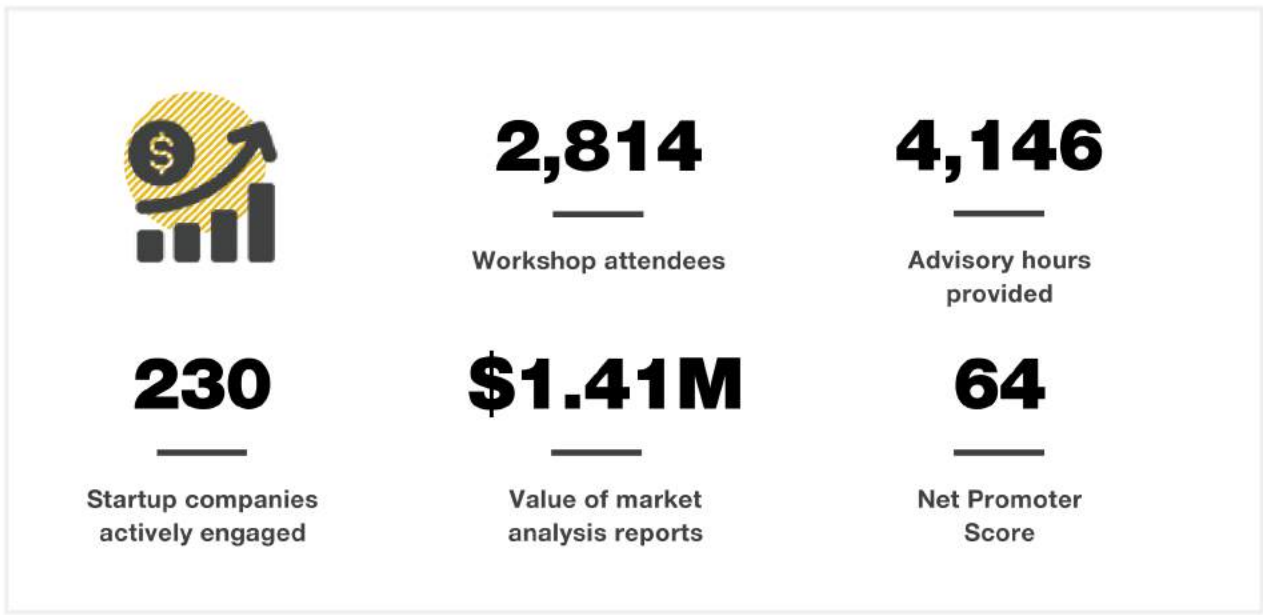 $
2,814
Workshop attendees
4,146
Advisory hours
provided
230
Startup companies
actively engaged
$1.41M
Value of market
analysis reports
64
Net Promoter
Score